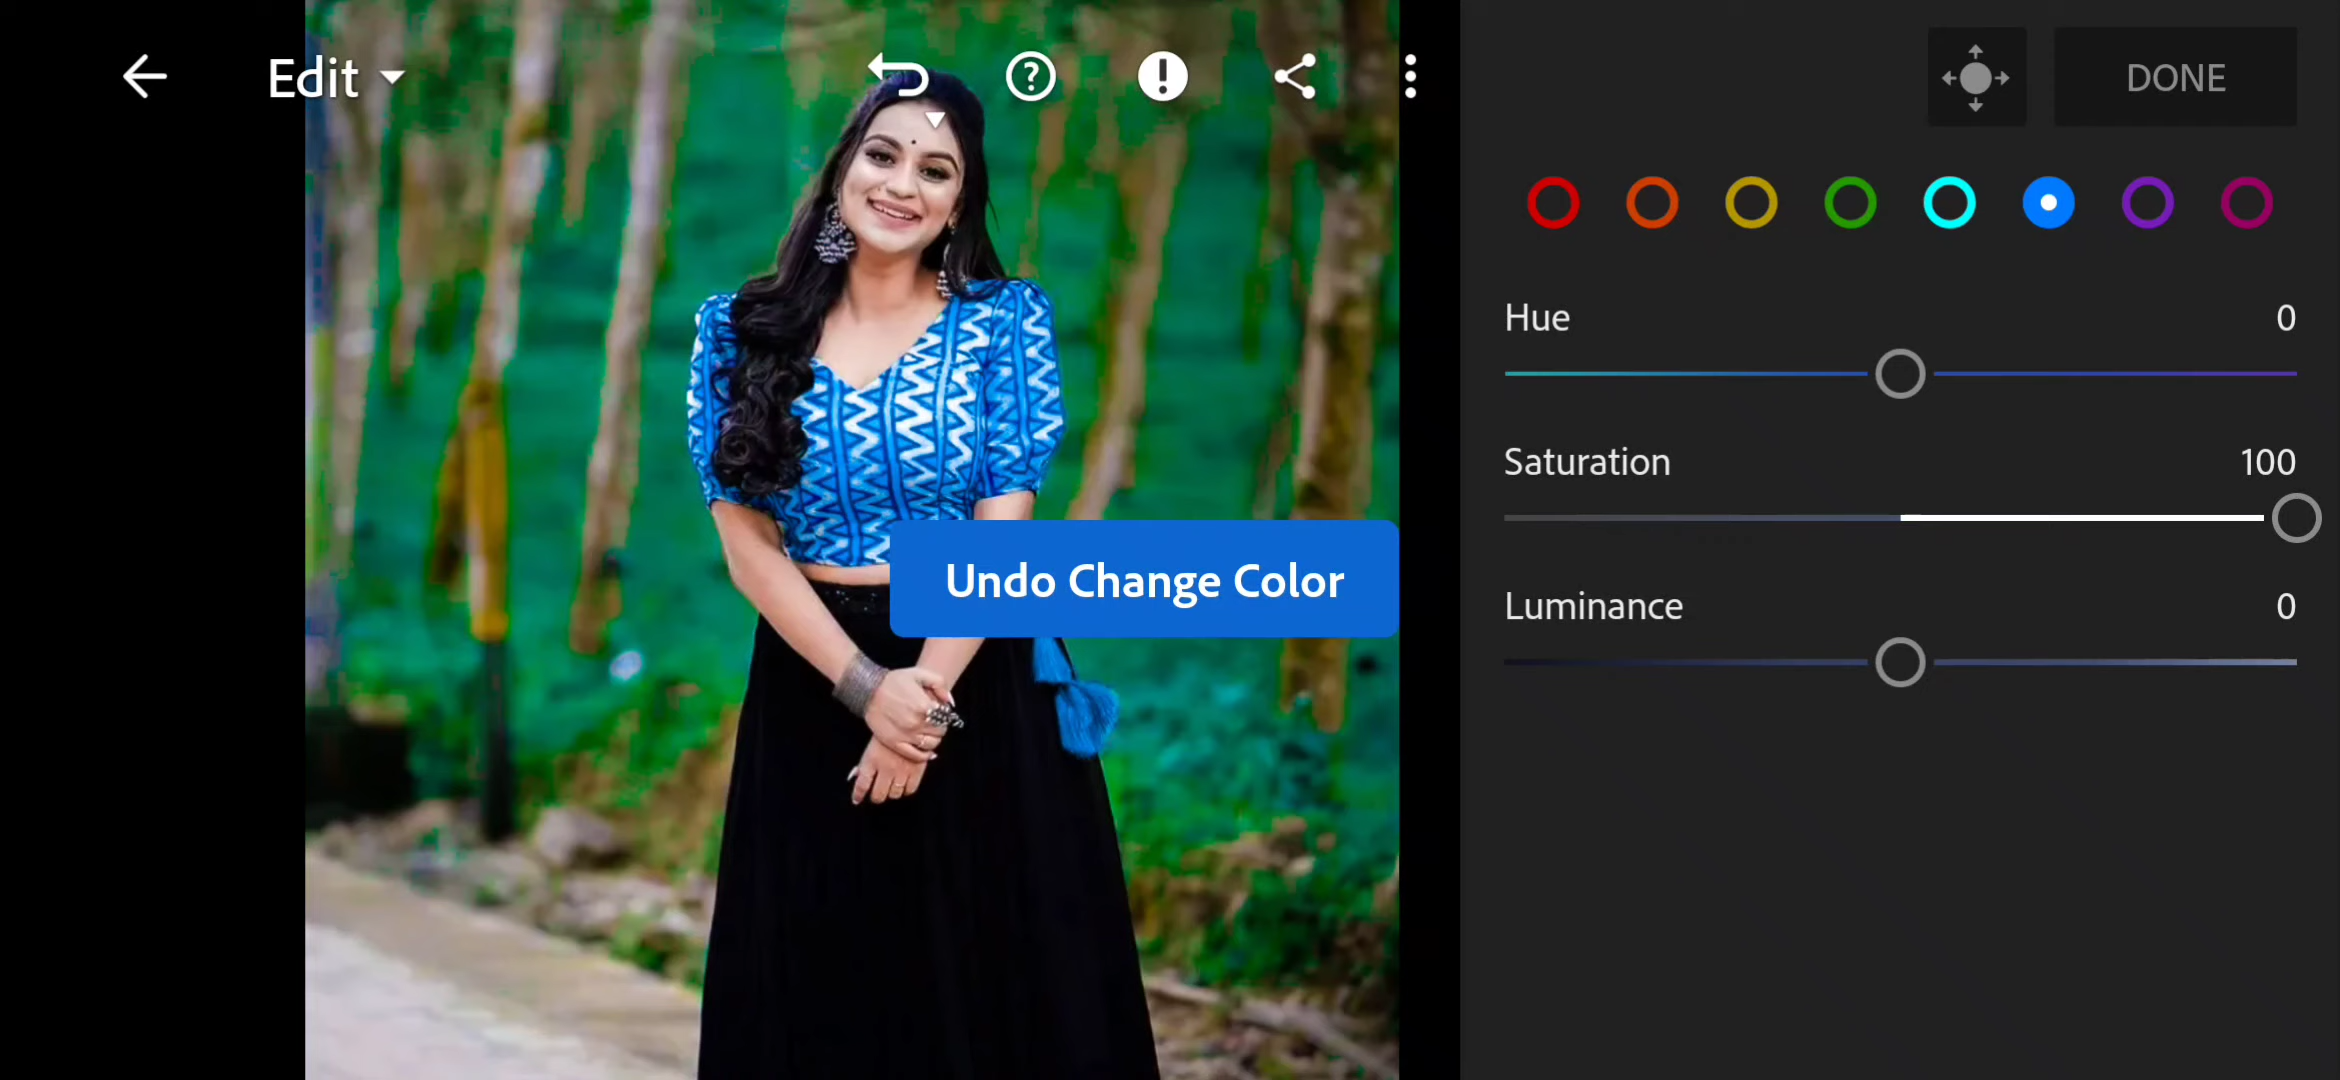 Edit
DONE
Hue 0
Saturation 100
Undo Change Color
Luminance 0